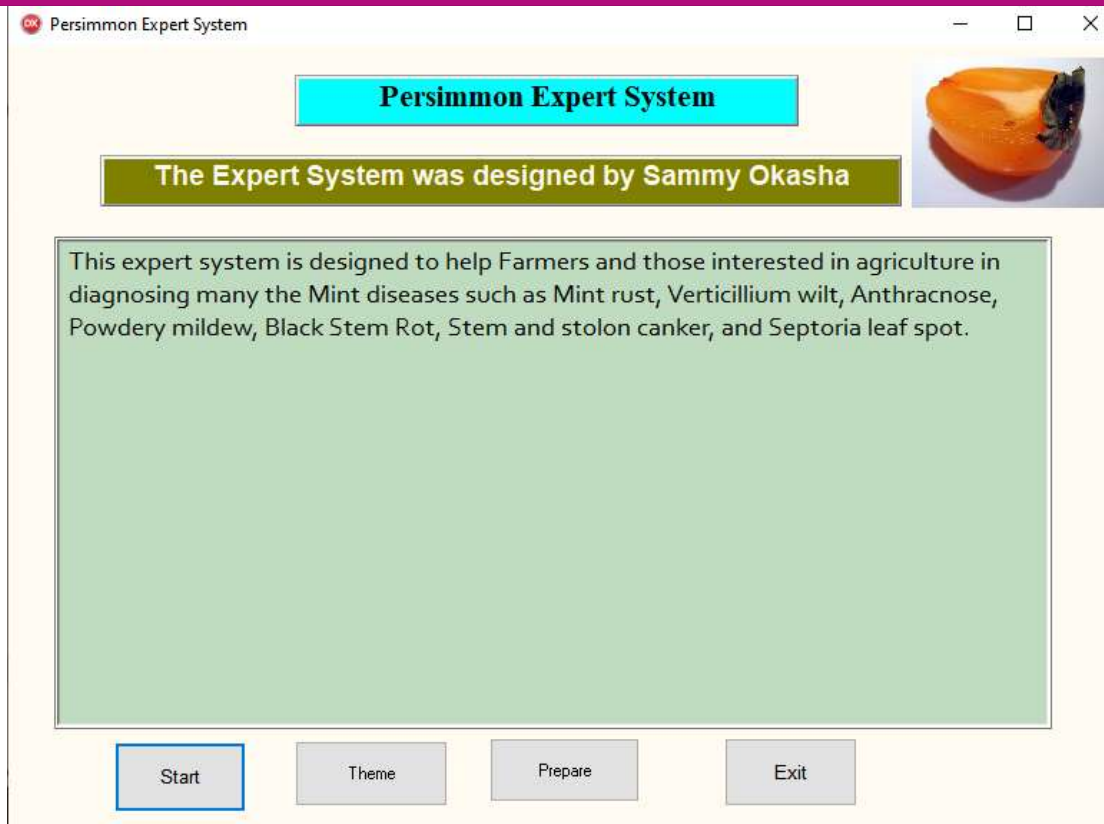 Persimmon Expert System
Persimmon Expert System
The Expert System was designed by Sammy Okasha
This expert system is designed to help Farmers and those interested in agriculture in
diagnosing many the Mint diseases such as Mint rust, Verticillium wilt, Anthracnose,
Powdery mildew, Black Stem Rot, Stem and stolon canker, and Septoria leaf spot.
Start
Theme
Prepare
Exit